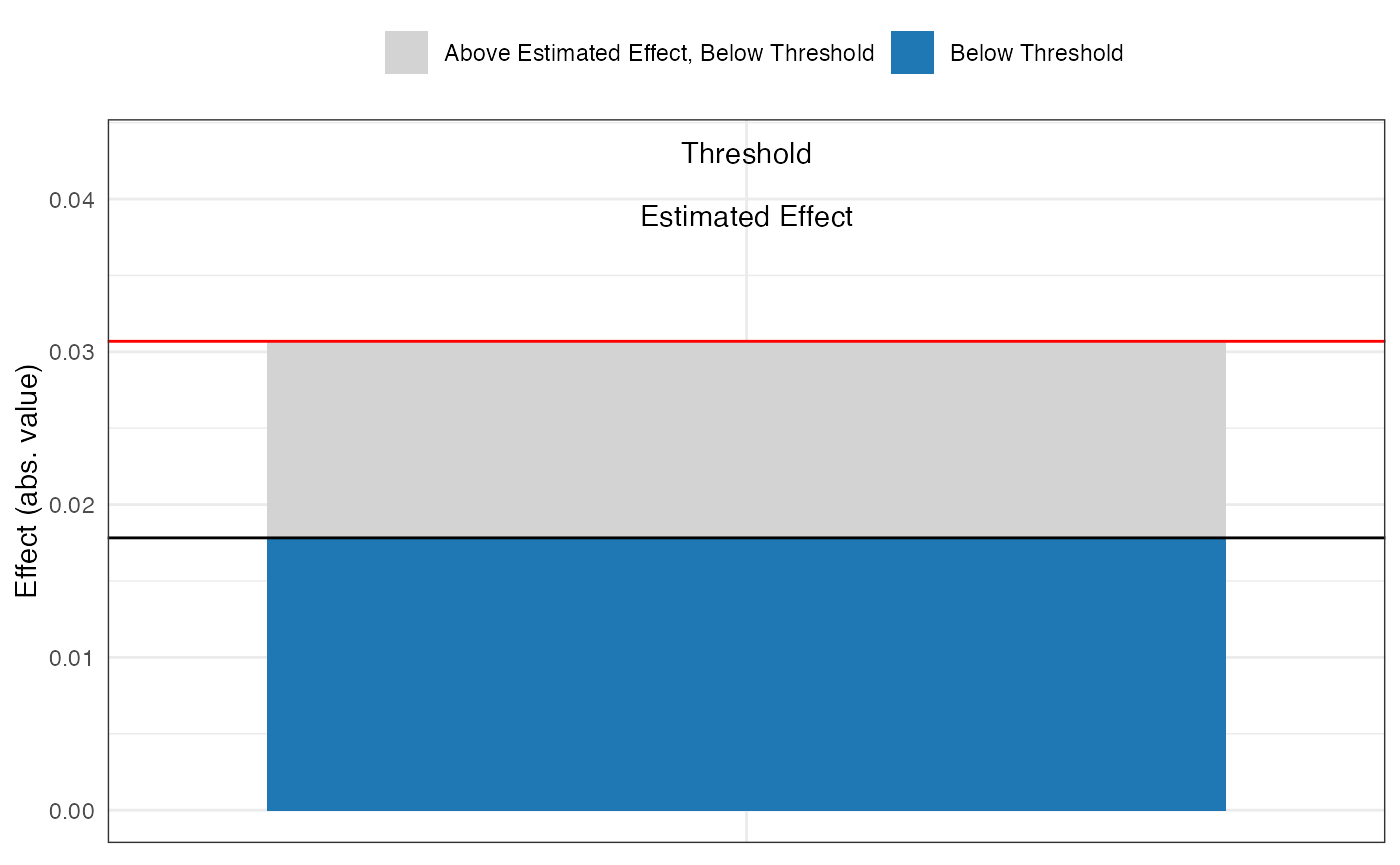 Above Estimated Effect, Below Threshold
Below Threshold
Threshold
Estimated Effect
0.04
0.03
0.02
0.01
0.00
Effect (abs. value)